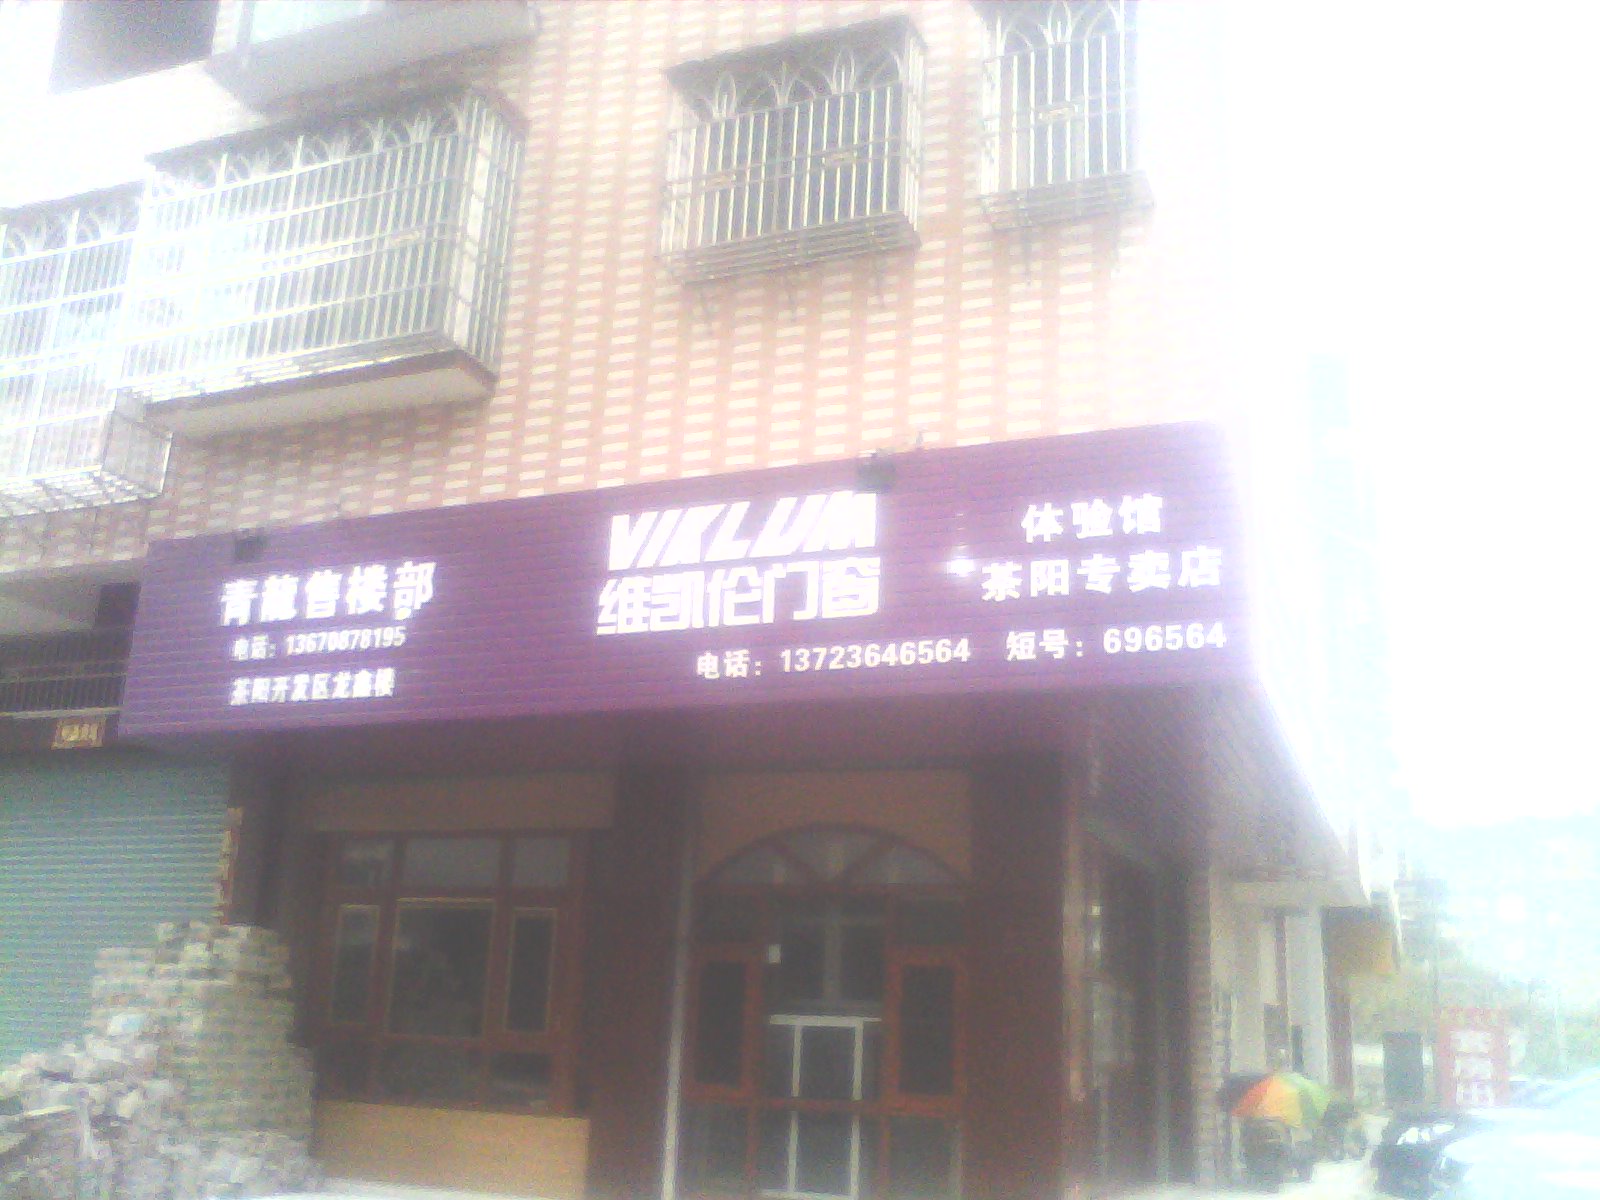 青龍售楼部
电话：13670878195
茶阳开发区龙鑫楼
VIKLUM
维凯伦门窗
体验馆
茶阳专卖店
电话：13723646564 短号：696564